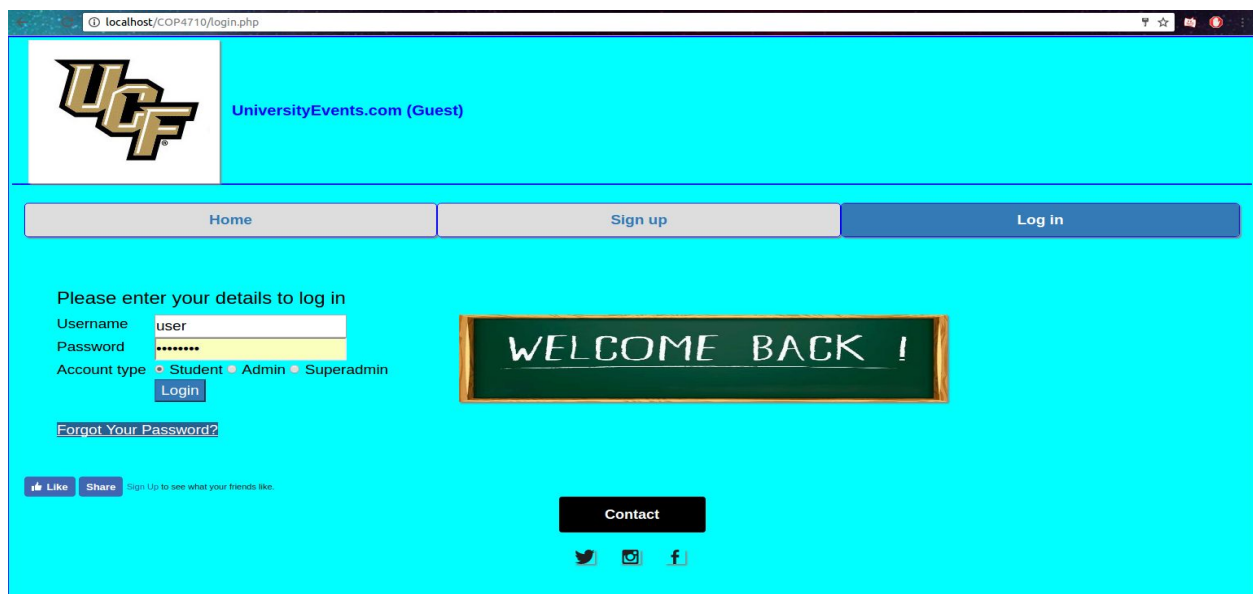 localhost/COP4710/login.php
UCF
UniversityEvents.com (Guest)
Home
Sign up
Log in
Please enter your details to log in
Username user
Password ••••••••
Account type Student Admin Superadmin
Login
WELCOME BACK !
Forgot Your Password?
Like Share Sign Up to see what your friends like.
Contact